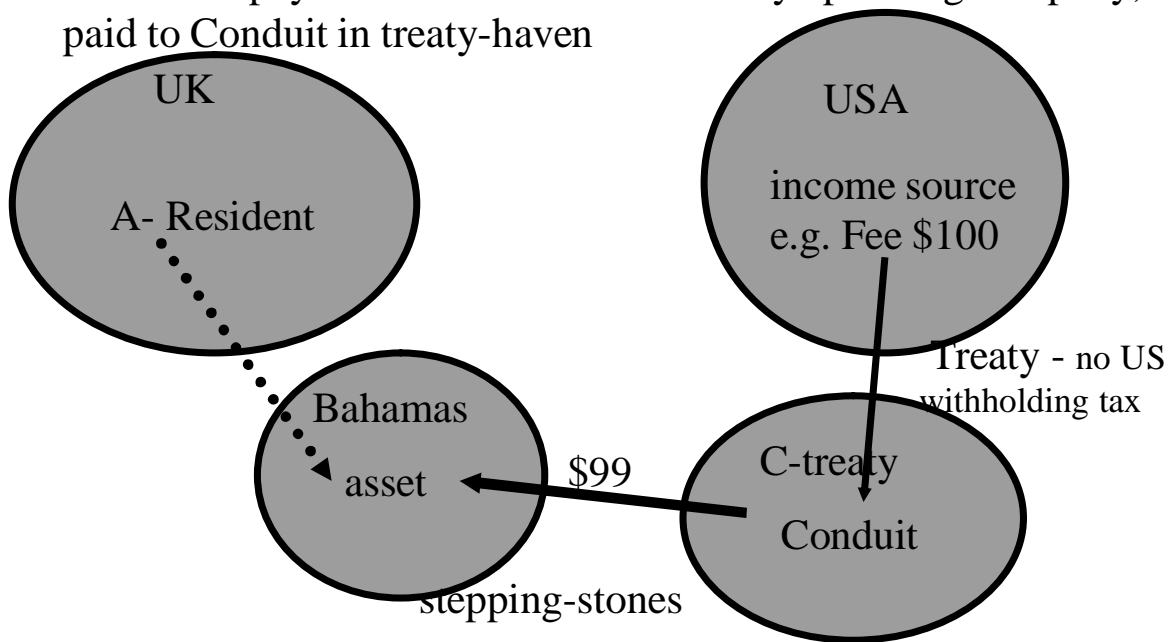 paid to Conduit in treaty-haven
UK
USA
A- Resident
income source
e.g. Fee $100
Treaty - no US
withholding tax
Bahamas
asset
$99
C-treaty
Conduit
stepping-stones